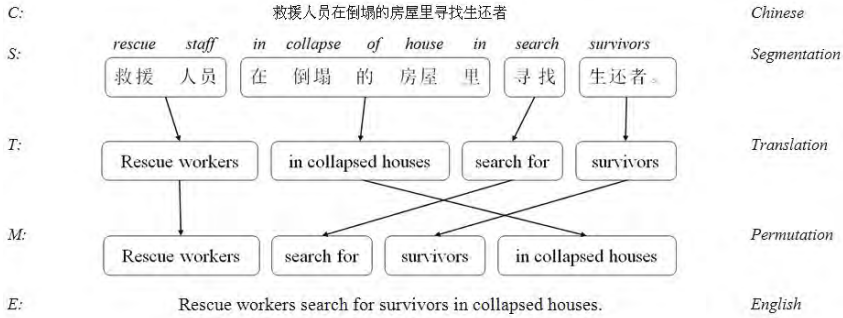 C: 救援人员在倒塌的房屋里寻找生还者 Chinese
rescue staff in collapse of house in search survivors
S: 救援 人员 在 倒塌 的 房屋 里 寻找 生还者。 Segmentation
T: Rescue workers in collapsed houses search for survivors Translation
M: Rescue workers search for survivors in collapsed houses Permutation
E: Rescue workers search for survivors in collapsed houses. English